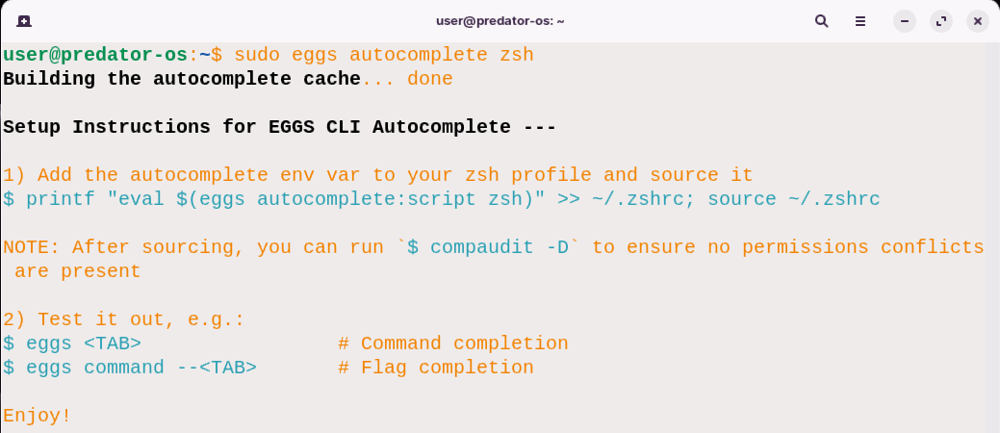 user@predator-os: ~
user@predator-os:~$ sudo eggs autocomplete zsh
Building the autocomplete cache... done
Setup Instructions for EGGS CLI Autocomplete ---
1) Add the autocomplete env var to your zsh profile and source it
$ printf "eval $(eggs autocomplete:script zsh)" >> ~/.zshrc; source ~/.zshrc
NOTE: After sourcing, you can run `$ compaudit -D` to ensure no permissions conflicts
are present
2) Test it out, e.g.:
$ eggs <TAB>                 # Command completion
$ eggs command --<TAB>       # Flag completion
Enjoy!